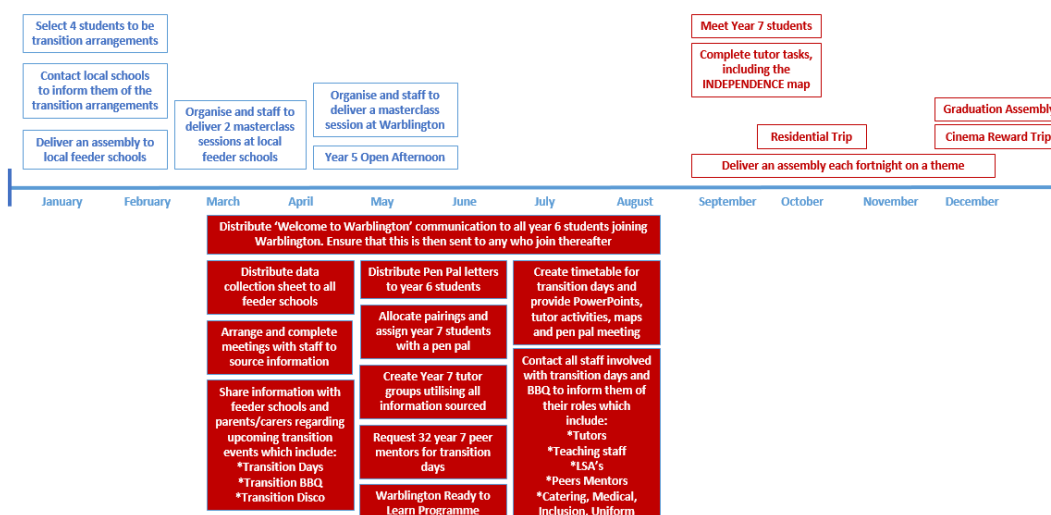 Select 4 students to be
transition arrangements
Contact local schools
to inform them of the
transition arrangements
Deliver an assembly to
local feeder schools
Organise and staff to
deliver 2 masterclass
sessions at local
feeder schools
Organise and staff to
deliver a masterclass
session at Warblington
Year 5 Open Afternoon
Meet Year 7 students
Complete tutor tasks,
including the
INDEPENDENCE map
Residential Trip
Graduation Assembly
Cinema Reward Trip
Deliver an assembly each fortnight on a theme
January February March April May June July August September October November December
Distribute ‘Welcome to Warblington’ communication to all year 6 students joining
Warblington. Ensure that this is then sent to any who join thereafter
Distribute data
collection sheet to all
feeder schools
Arrange and complete
meetings with staff to
source information
Share information with
feeder schools and
parents/carers regarding
upcoming transition
events which include:
*Transition Days
*Transition BBQ
*Transition Disco
Distribute Pen Pal letters
to year 6 students
Allocate pairings and
assign year 7 students
with a pen pal
Create Year 7 tutor
groups utilising all
information sourced
Request 32 year 7 peer
mentors for transition
days
Warblington Ready to
Learn Programme
Create timetable for
transition days and
provide PowerPoints,
tutor activities, maps
and pen pal meeting
Contact all staff involved
with transition days and
BBQ to inform them of
their roles which
include:
*Tutors
*Teaching staff
*LSA’s
*Peers Mentors
*Catering, Medical,
Inclusion, Uniform